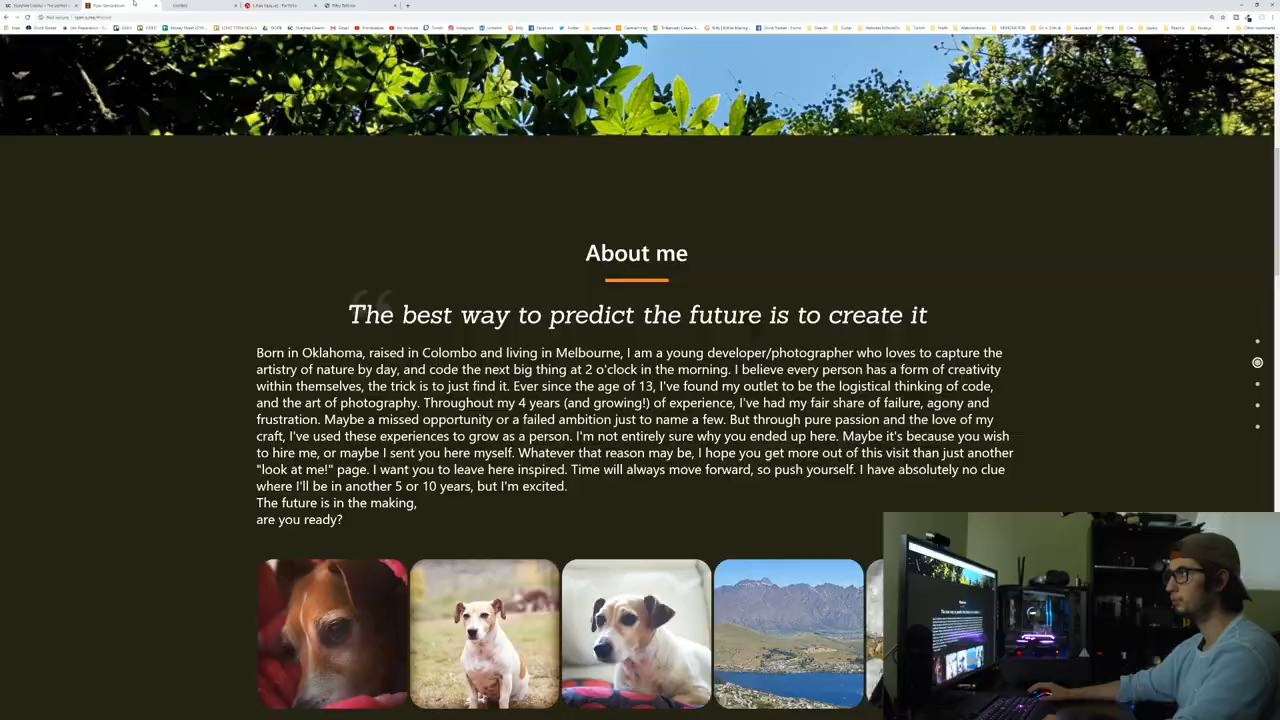 About me
The best way to predict the future is to create it
Born in Oklahoma, raised in Colombo and living in Melbourne, I am a young developer/photographer who loves to capture the
artistry of nature by day, and code the next big thing at 2 o'clock in the morning. I believe every person has a form of creativity
within themselves, the trick is to just find it. Ever since the age of 13, I've found my outlet to be the logistical thinking of code,
and the art of photography. Throughout my 4 years (and growing!) of experience, I've had my fair share of failure, agony and
frustration. Maybe a missed opportunity or a failed ambition just to name a few. But through pure passion and the love of my
craft, I've used these experiences to grow as a person. I'm not entirely sure why you ended up here. Maybe it's because you wish
to hire me, or maybe I sent you here myself. Whatever that reason may be, I hope you get more out of this visit than just another
"look at me!" page. I want you to leave here inspired. Time will always move forward, so push yourself. I have absolutely no clue
where I'll be in another 5 or 10 years, but I'm excited.
The future is in the making,
are you ready?